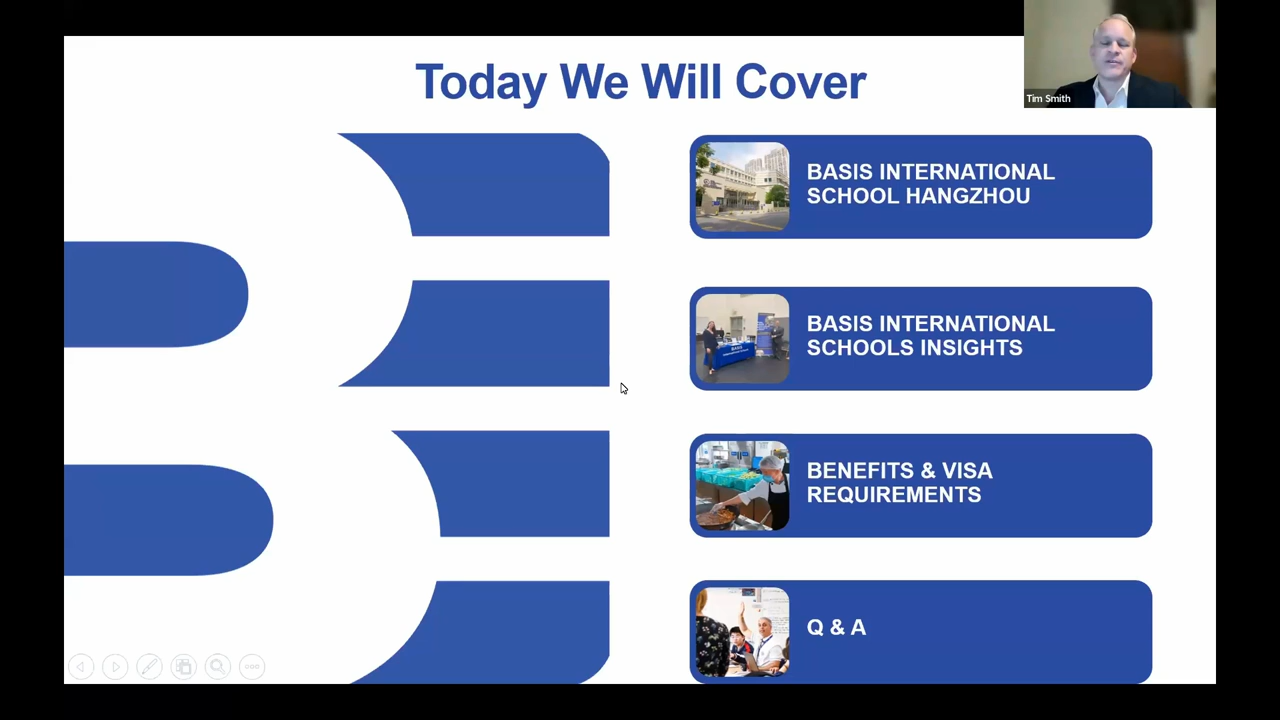 Today We Will Cover
Tim Smith
BASIS INTERNATIONAL
SCHOOL HANGZHOU
BASIS INTERNATIONAL
SCHOOLS INSIGHTS
BENEFITS & VISA
REQUIREMENTS
Q & A